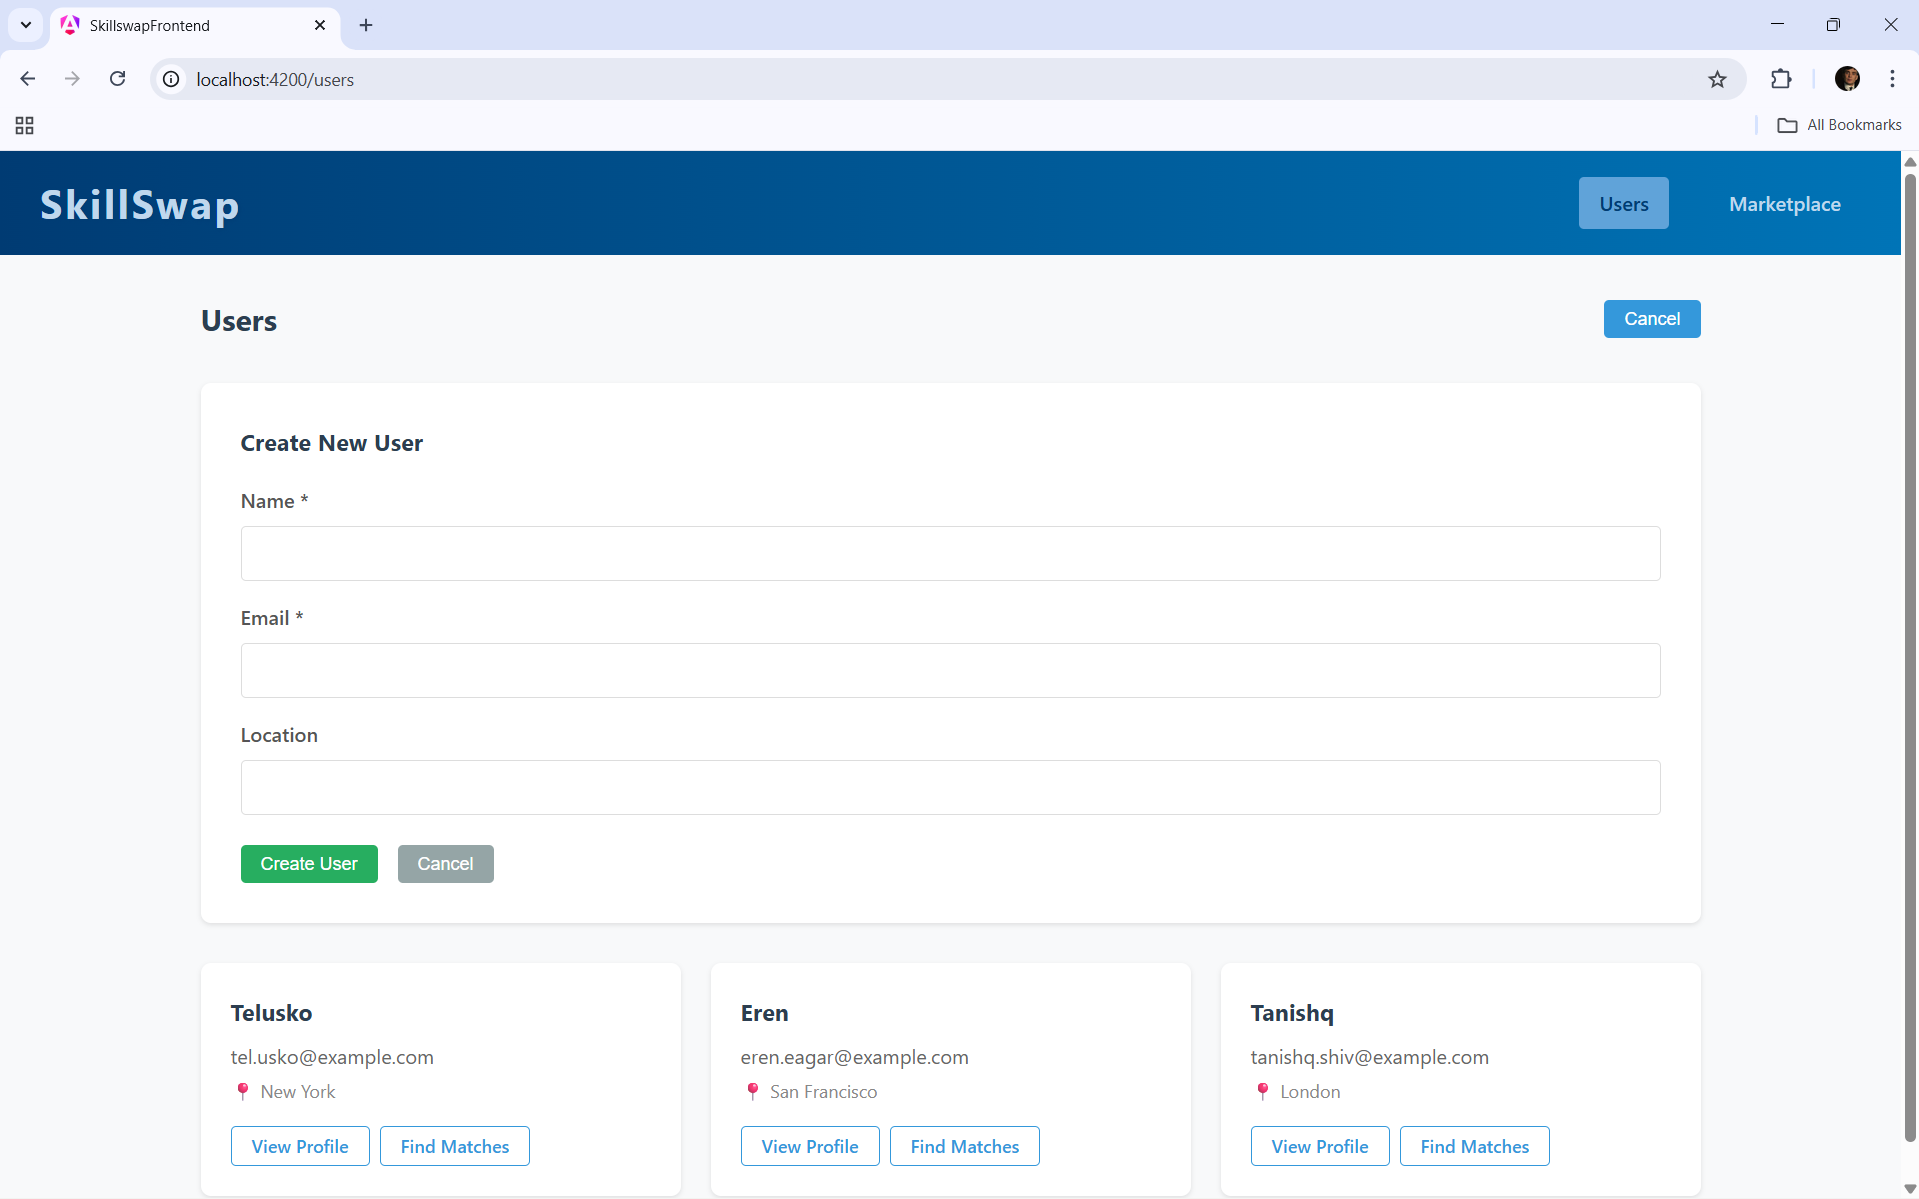 SkillswapFrontend
localhost:4200/users
All Bookmarks
SkillSwap
Users
Marketplace
Users
Cancel
Create New User
Name *
Email *
Location
Create User
Cancel
Telusko
tel.usko@example.com
New York
View Profile
Find Matches
Eren
eren.eagar@example.com
San Francisco
View Profile
Find Matches
Tanishq
tanishq.shiv@example.com
London
View Profile
Find Matches